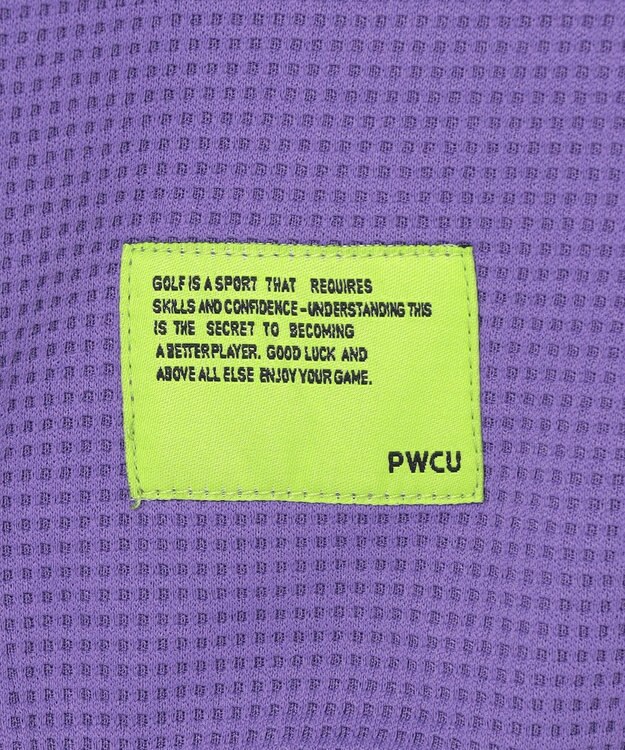 GOLF IS A SPORT THAT REQUIRES
SKILLS AND CONFIDENCE - UNDERSTANDING THIS
IS THE SECRET TO BECOMING
A BETTER PLAYER. GOOD LUCK AND
ABOVE ALL ELSE ENJOY YOUR GAME.
PWCU